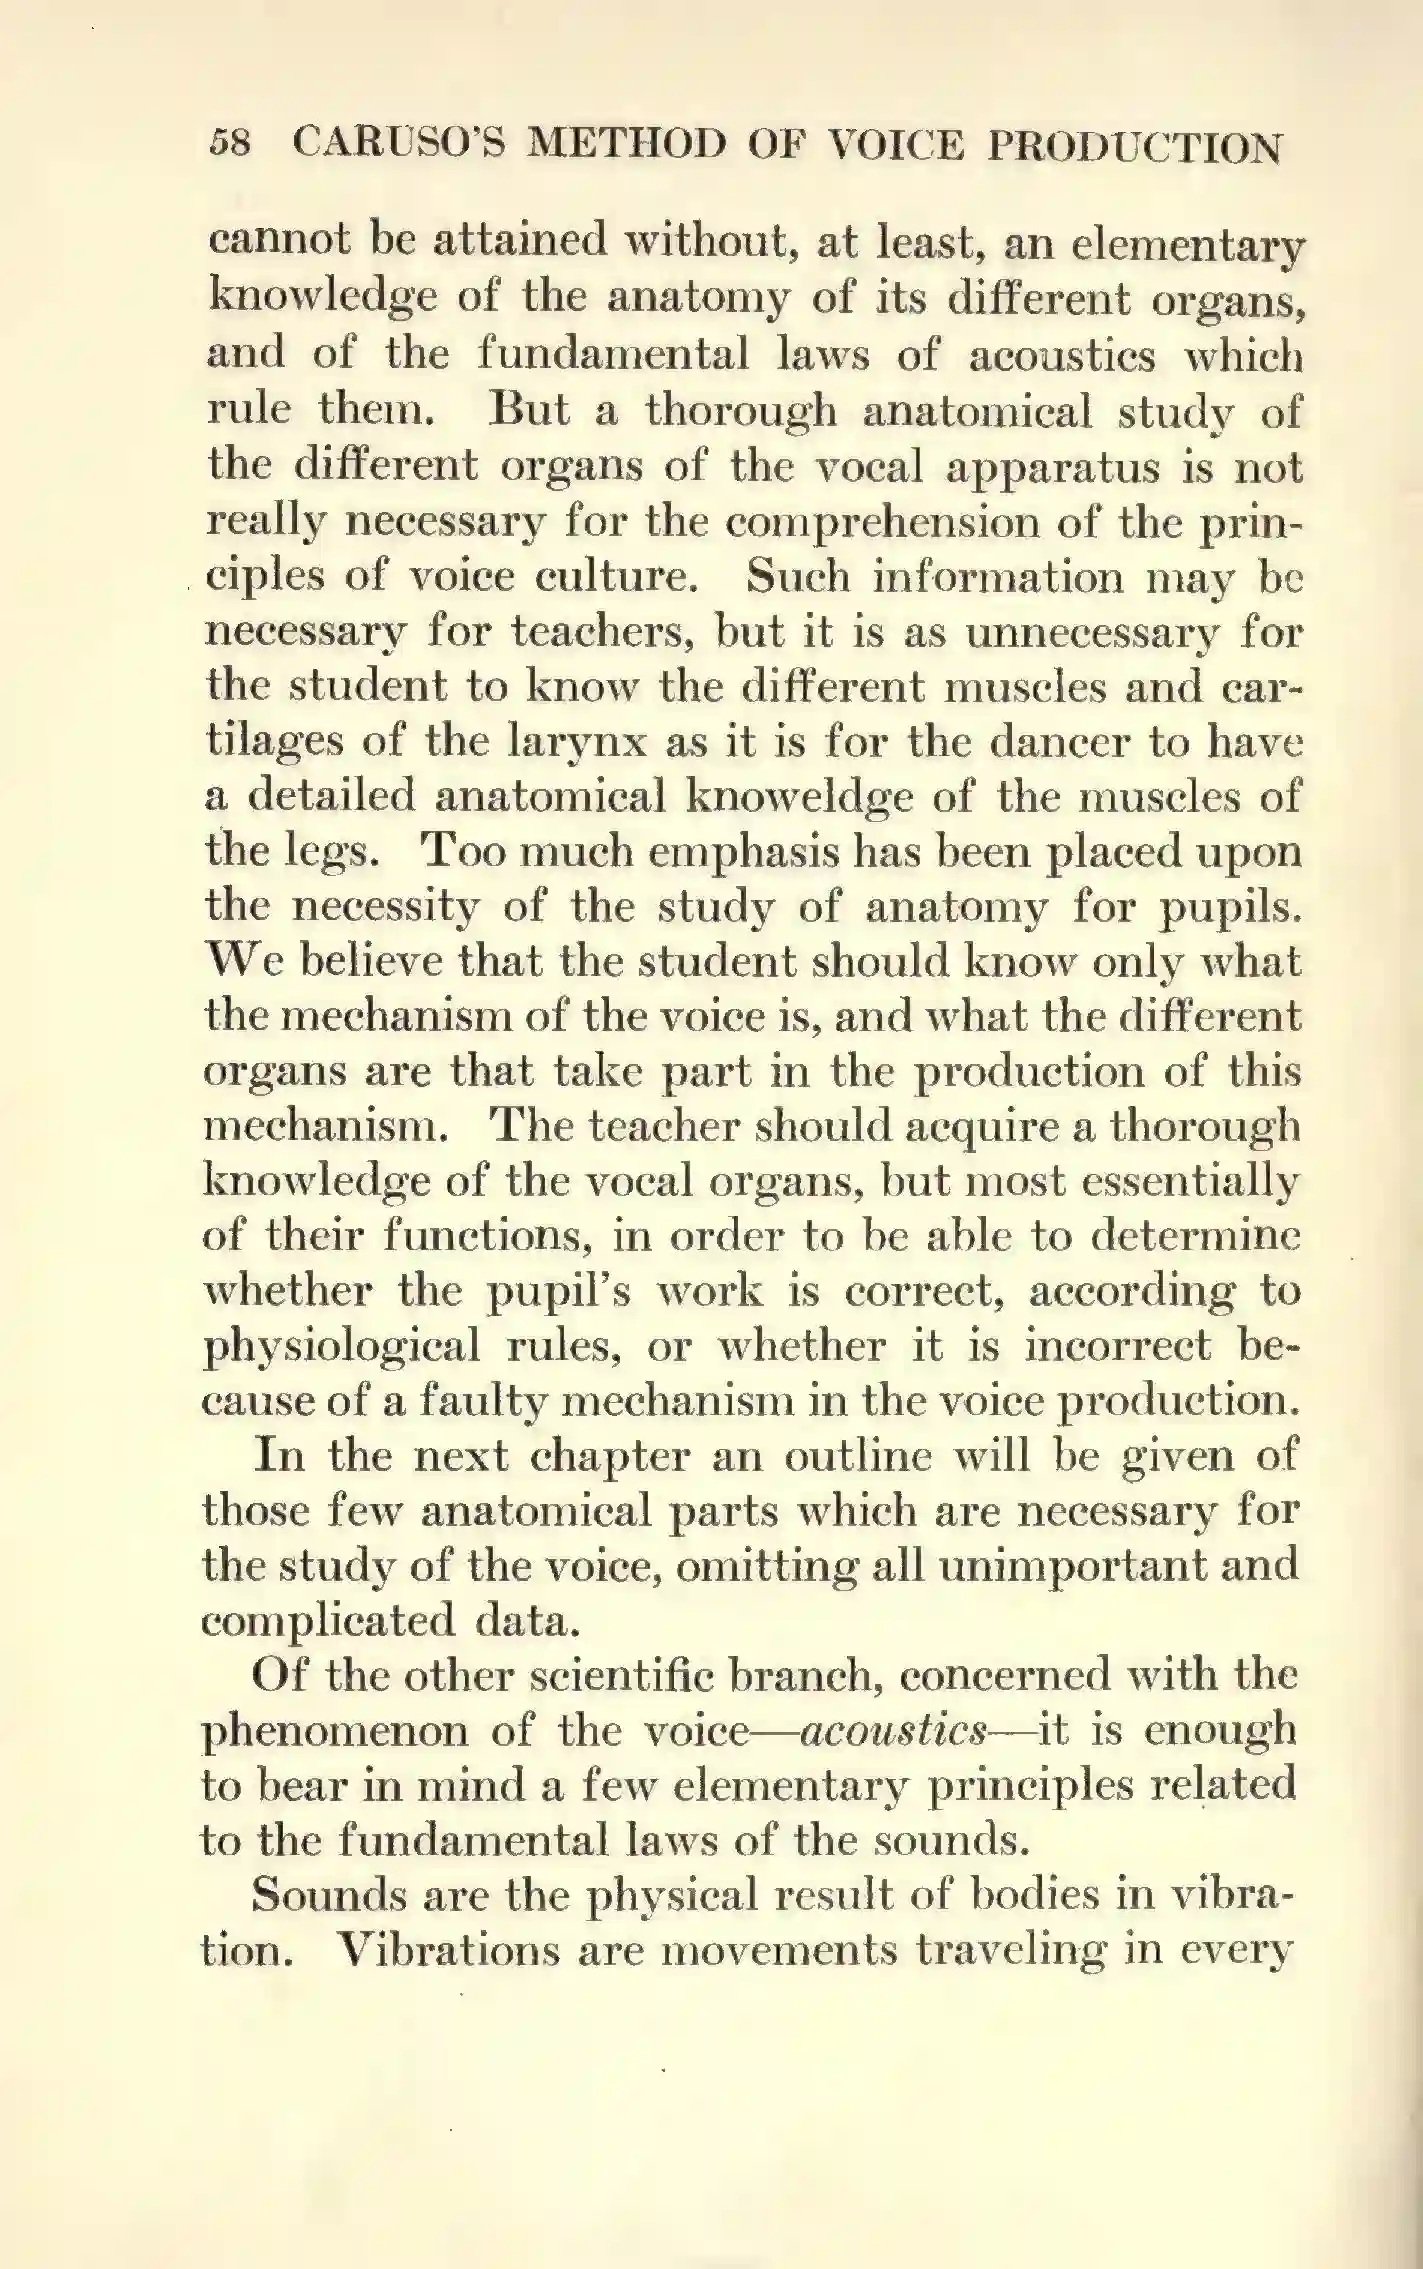 58 CARUSO'S METHOD OF VOICE PRODUCTION
cannot be attained without, at least, an elementary
knowledge of the anatomy of its different organs,
and of the fundamental laws of acoustics which
rule them. But a thorough anatomical study of
the different organs of the vocal apparatus is not
really necessary for the comprehension of the prin-
ciples of voice culture. Such information may be
necessary for teachers, but it is as unnecessary for
the student to know the different muscles and car-
tilages of the larynx as it is for the dancer to have
a detailed anatomical knoweldge of the muscles of
the legs. Too much emphasis has been placed upon
the necessity of the study of anatomy for pupils.
We believe that the student should know only what
the mechanism of the voice is, and what the different
organs are that take part in the production of this
mechanism. The teacher should acquire a thorough
knowledge of the vocal organs, but most essentially
of their functions, in order to be able to determine
whether the pupil's work is correct, according to
physiological rules, or whether it is incorrect be-
cause of a faulty mechanism in the voice production.
In the next chapter an outline will be given of
those few anatomical parts which are necessary for
the study of the voice, omitting all unimportant and
complicated data.
Of the other scientific branch, concerned with the
phenomenon of the voice—acoustics—it is enough
to bear in mind a few elementary principles related
to the fundamental laws of the sounds.
Sounds are the physical result of bodies in vibra-
tion. Vibrations are movements traveling in every